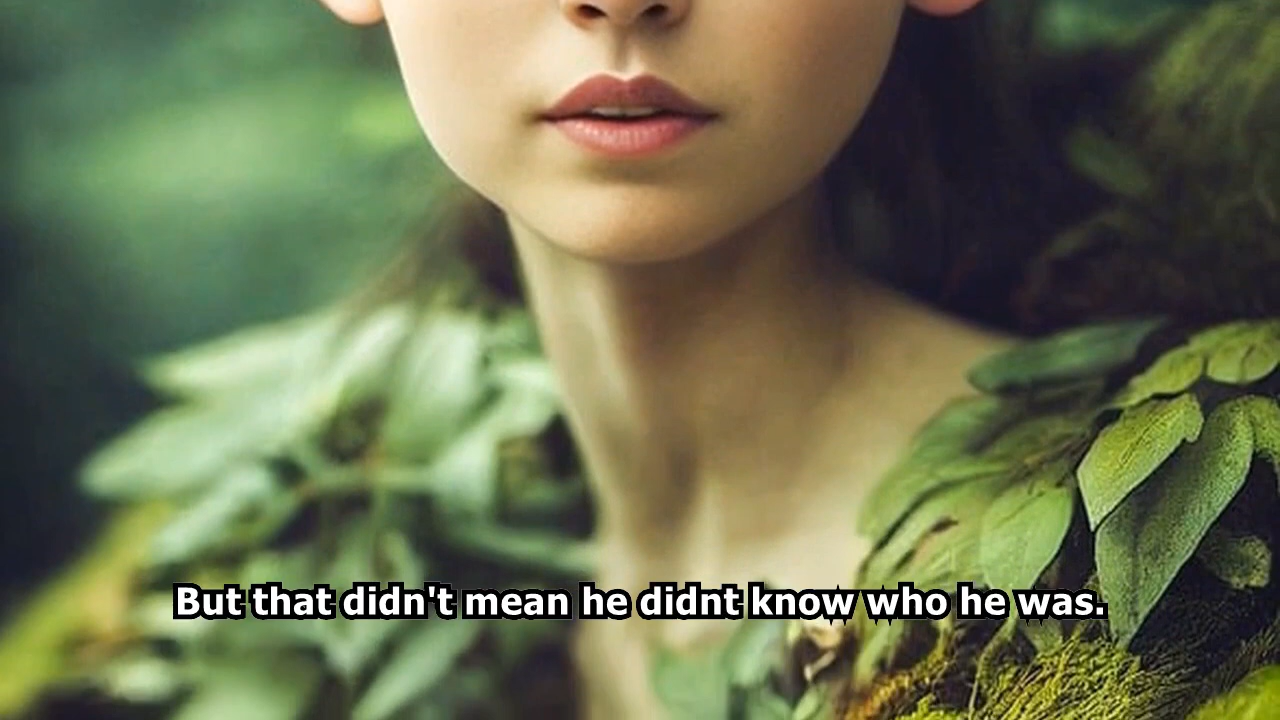 But that didn't mean he didnt know who he was.